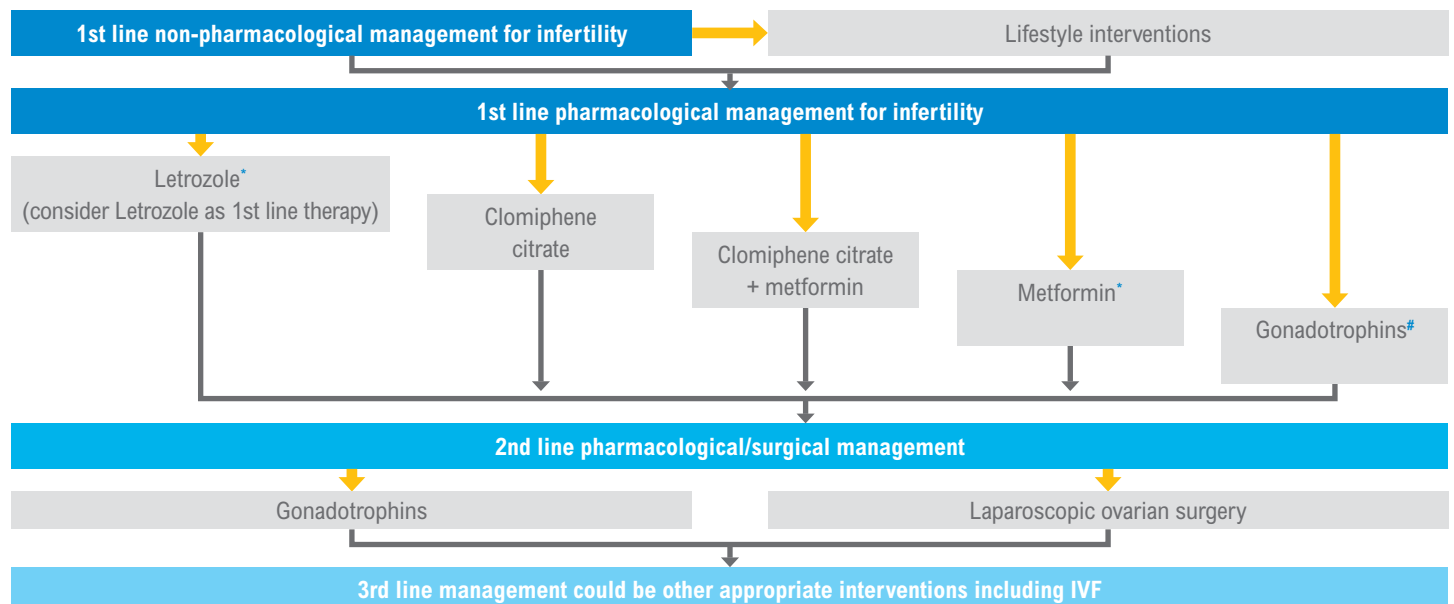 1st line non-pharmacological management for infertility
Lifestyle interventions
1st line pharmacological management for infertility
Letrozole*
(consider Letrozole as 1st line therapy)
Clomiphene
citrate
Clomiphene citrate
+ metformin
Metformin*
Gonadotrophins#
2nd line pharmacological/surgical management
Gonadotrophins
Laparoscopic ovarian surgery
3rd line management could be other appropriate interventions including IVF